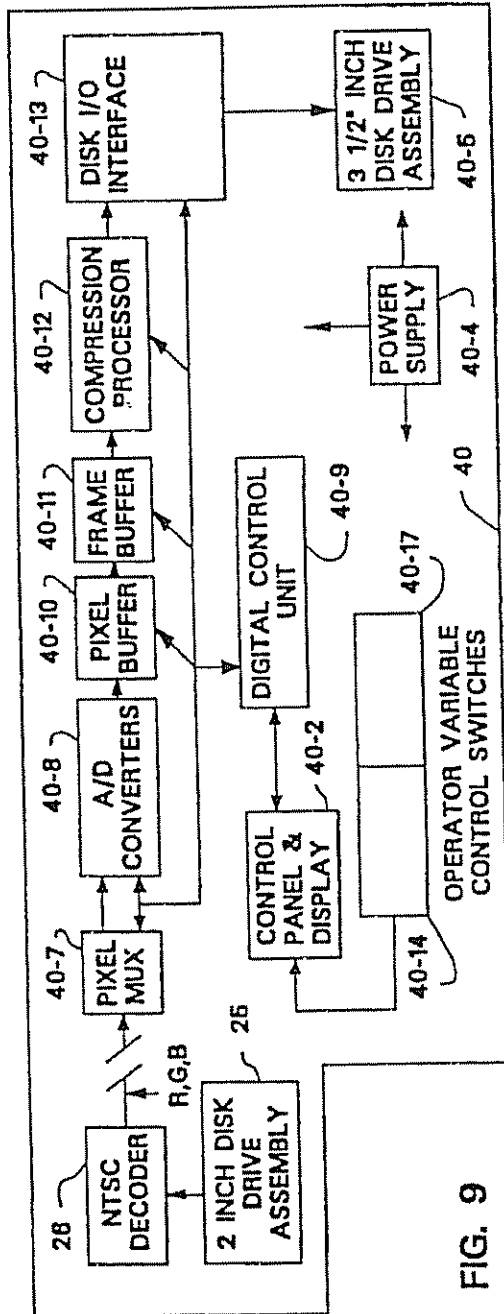 28
NTSC
DECODER
2 INCH DISK
DRIVE
ASSEMBLY
26
R,G,B
40-7
PIXEL
MUX
40-8
A/D
CONVERTERS
40-10
PIXEL
BUFFER
40-11
FRAME
BUFFER
40-12
COMPRESSION
PROCESSOR
40-13
DISK I/O
INTERFACE
CONTROL
PANEL &
DISPLAY
40-2
DIGITAL CONTROL
UNIT
40-9
3 1/2" INCH
DISK DRIVE
ASSEMBLY
40-6
POWER
SUPPLY
40-4
40-14
40-17
OPERATOR VARIABLE
CONTROL SWITCHES
40
FIG. 9